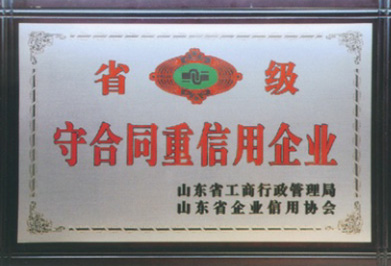 省级
守合同重信用企业
山东省工商行政管理局
山东省企业信用协会